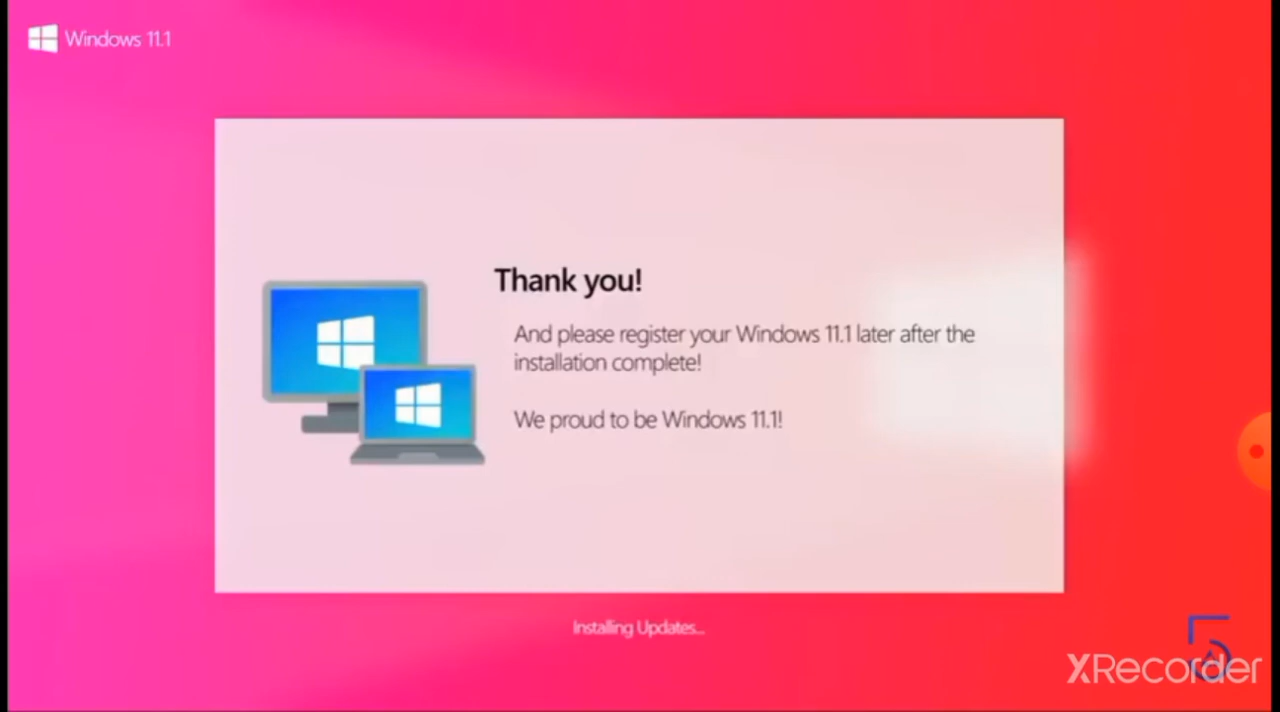 Windows 11.1
Thank you!
And please register your Windows 11.1 later after the
installation complete!
We proud to be Windows 11.1!
Installing Updates...
XRecorder